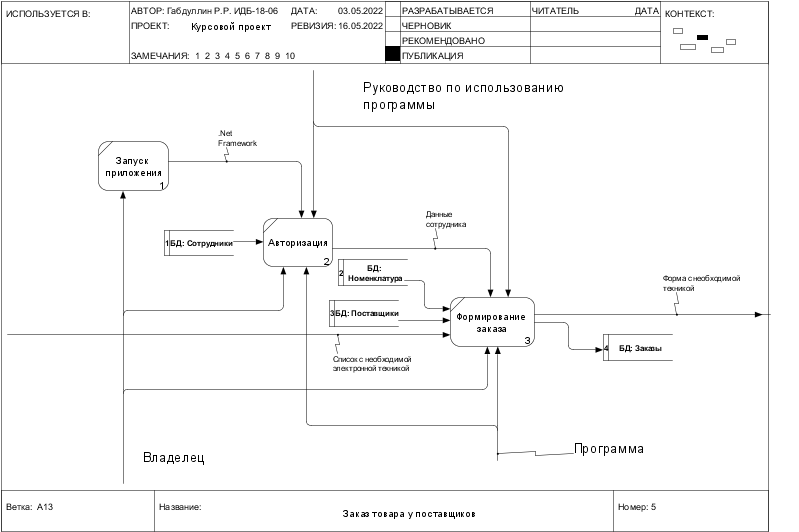 ИСПОЛЬЗУЕТСЯ В:
АВТОР: Габдуллин Р.Р. ИДБ-18-06
ДАТА: 03.05.2022
ПРОЕКТ: Курсовой проект
РЕВИЗИЯ: 16.05.2022
ЗАМЕЧАНИЯ: 1 2 3 4 5 6 7 8 9 10
РАЗРАБАТЫВАЕТСЯ
ЧЕРНОВИК
РЕКОМЕНДОВАНО
ПУБЛИКАЦИЯ
ЧИТАТЕЛЬ ДАТА
КОНТЕКСТ:
Руководство по использованию
программы
.Net
Framework
Запуск
приложения
1
Данные
сотрудника
1 БД: Сотрудники
Авторизация
2
2 БД:
Номенклатура
Форма с необходимой
техникой
3 БД: Поставщики
Формирование
заказа
3
4 БД: Заказы
Список с необходимой
электронной техникой
Владелец
Программа
Ветка: A13
Название:
Заказ товара у поставщиков
Номер: 5